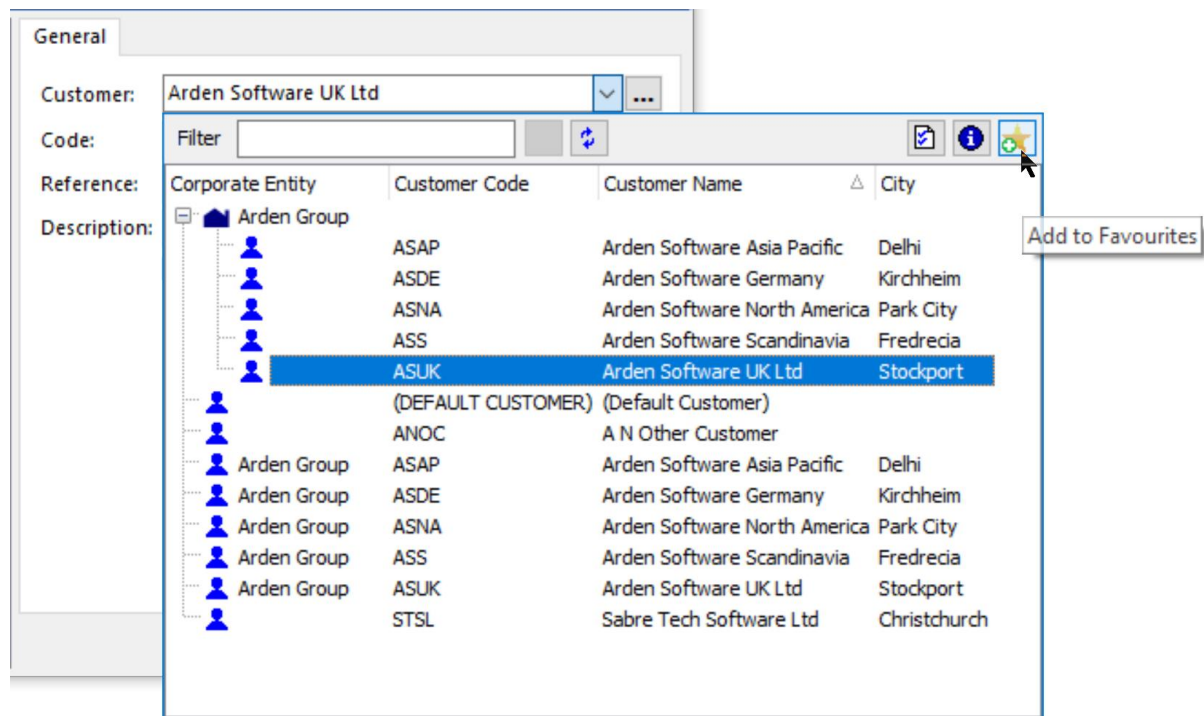 General
Customer: Arden Software UK Ltd ...
Code: Filter
Reference: Corporate Entity Customer Code Customer Name City
Description: Arden Group
Add to Favourites
ASAP Arden Software Asia Pacific Delhi
ASDE Arden Software Germany Kirchheim
ASNA Arden Software North America Park City
ASS Arden Software Scandinavia Fredrecia
ASUK Arden Software UK Ltd Stockport
(DEFAULT CUSTOMER) (Default Customer)
ANOC A N Other Customer
Arden Group ASAP Arden Software Asia Pacific Delhi
Arden Group ASDE Arden Software Germany Kirchheim
Arden Group ASNA Arden Software North America Park City
Arden Group ASS Arden Software Scandinavia Fredrecia
Arden Group ASUK Arden Software UK Ltd Stockport
STSL Sabre Tech Software Ltd Christchurch